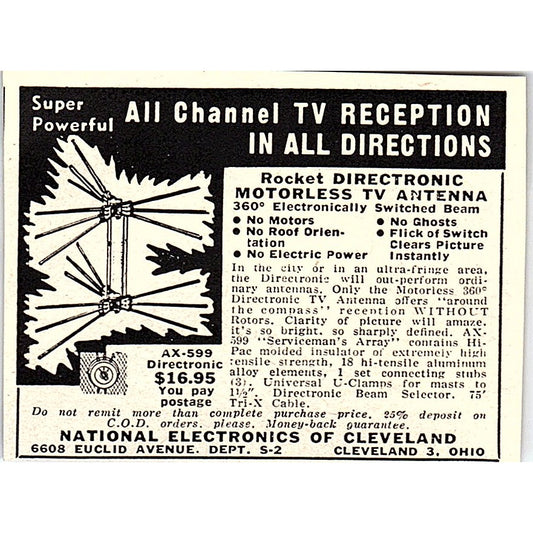 Super
Powerful
All Channel TV RECEPTION
IN ALL DIRECTIONS
Rocket DIRECTRONIC
MOTORLESS TV ANTENNA
360° Electronically Switched Beam
• No Motors
• No Roof Orien-
tation
• No Electric Power
• No Ghosts
• Flick of Switch
Clears Picture
Instantly
In the city or in an ultra-fringe area,
the Directronic will out-perform ordi-
nary antennas. Only the Motorless 360°
Directronic TV Antenna offers "around
the compass" reception WITHOUT
Rotors. Clarity of picture will amaze,
it's so bright, so sharply defined. AX-
599 "Serviceman's Array" contains Hi-
Pac molded insulator of extremely high
tensile strength, 18 hi-tensile aluminum
alloy elements, 1 set connecting stubs
(3), Universal U-Clamps for masts to
1½", Directronic Beam Selector. 75'
Tri-X Cable.
AX-599
Directronic
$16.95
You pay
postage
Do not remit more than complete purchase price. 25% deposit on
C.O.D. orders, please. Money-back guarantee.
NATIONAL ELECTRONICS OF CLEVELAND
6608 EUCLID AVENUE. DEPT. S-2 CLEVELAND 3, OHIO